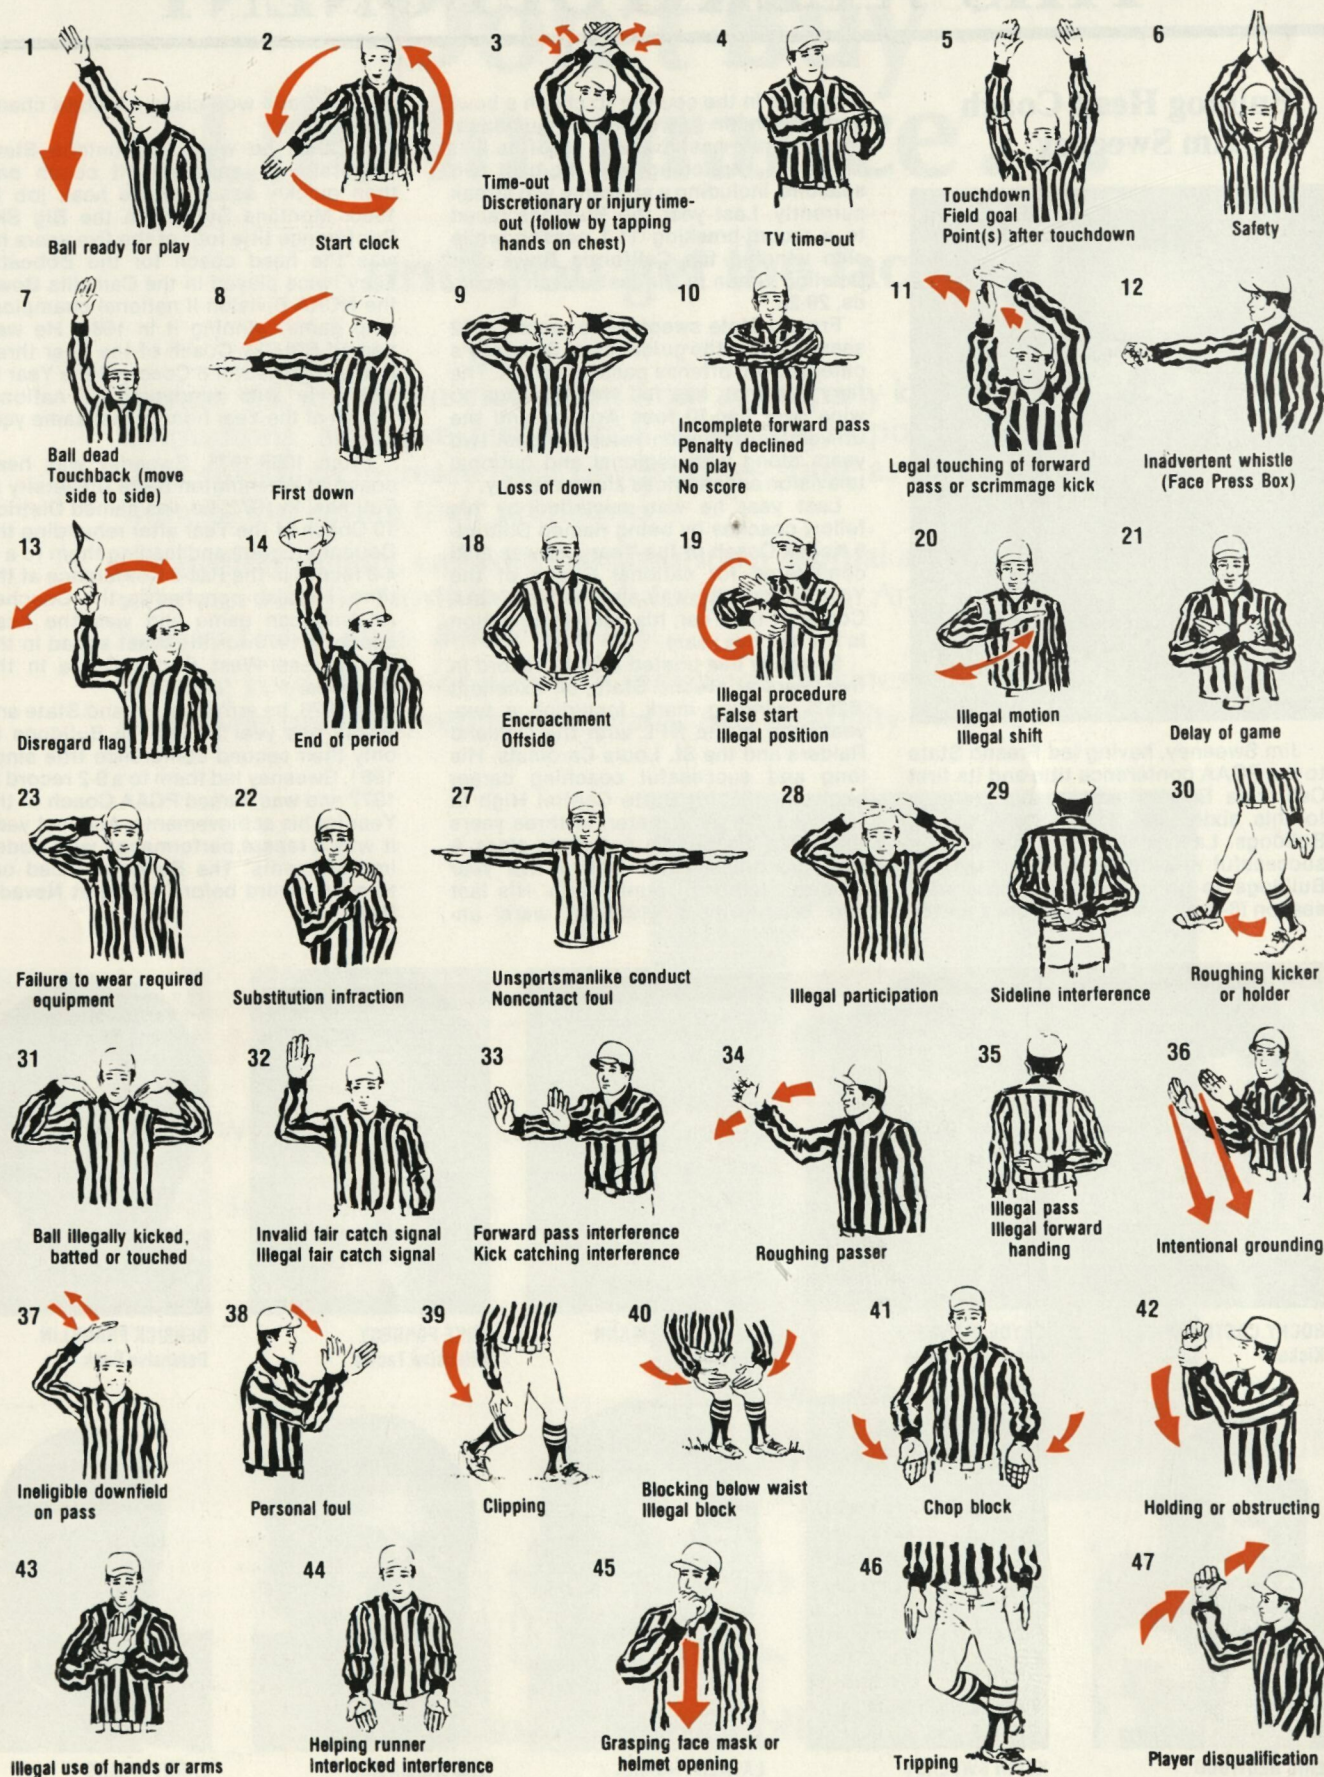 1
Ball ready for play
2
Start clock
3
Time-out
Discretionary or injury time-
out (follow by tapping
hands on chest)
4
TV time-out
5
Touchdown
Field goal
Point(s) after touchdown
6
Safety
7
Ball dead
Touchback (move
side to side)
8
First down
9
Loss of down
10
Incomplete forward pass
Penalty declined
No play
No score
11
Legal touching of forward
pass or scrimmage kick
12
Inadvertent whistle
(Face Press Box)
13
Disregard flag
14
End of period
18
Encroachment
Offside
19
Illegal procedure
False start
Illegal position
20
Illegal motion
Illegal shift
21
Delay of game
23
Failure to wear required
equipment
22
Substitution infraction
27
Unsportsmanlike conduct
Noncontact foul
28
Illegal participation
29
Sideline interference
30
Roughing kicker
or holder
31
Ball illegally kicked,
batted or touched
32
Invalid fair catch signal
Illegal fair catch signal
33
Forward pass interference
Kick catching interference
34
Roughing passer
35
Illegal pass
Illegal forward
handing
36
Intentional grounding
37
Ineligible downfield
on pass
38
Personal foul
39
Clipping
40
Blocking below waist
Illegal block
41
Chop block
42
Holding or obstructing
43
Illegal use of hands or arms
44
Helping runner
Interlocked interference
45
Grasping face mask or
helmet opening
46
Tripping
47
Player disqualification